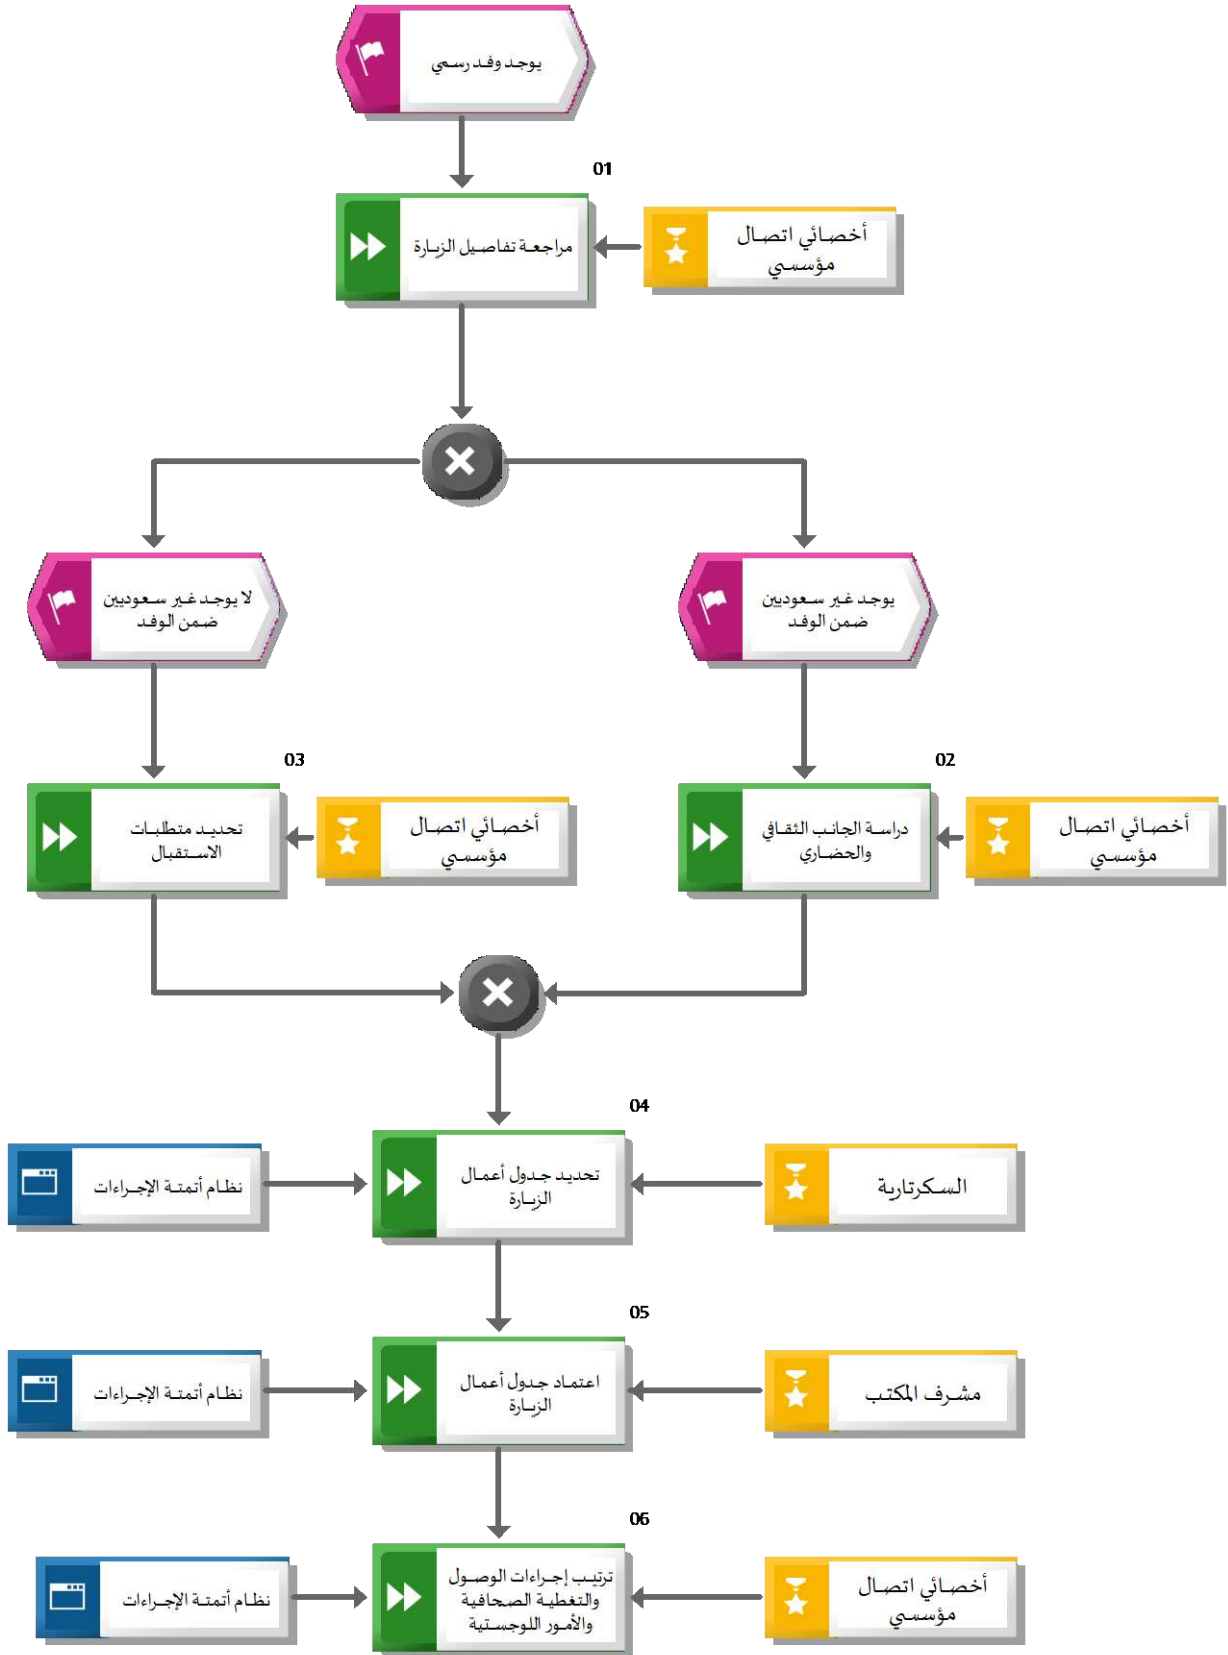 يوجد وفد رسمي
01
مراجعة تفاصيل الزيارة
أخصائي اتصال
مؤسسي
يوجد غير سعوديين
ضمن الوفد
لا يوجد غير سعوديين
ضمن الوفد
02
دراسة الجانب الثقافي
والحضاري
أخصائي اتصال
مؤسسي
03
تحديد متطلبات
الاستقبال
أخصائي اتصال
مؤسسي
04
السكرتارية
تحديد جدول أعمال
الزيارة
نظام أتمتة الإجراءات
05
مشرف المكتب
اعتماد جدول أعمال
الزيارة
نظام أتمتة الإجراءات
06
أخصائي اتصال
مؤسسي
ترتيب إجراءات الوصول
والتغطية الصحافية
والأمور اللوجستية
نظام أتمتة الإجراءات